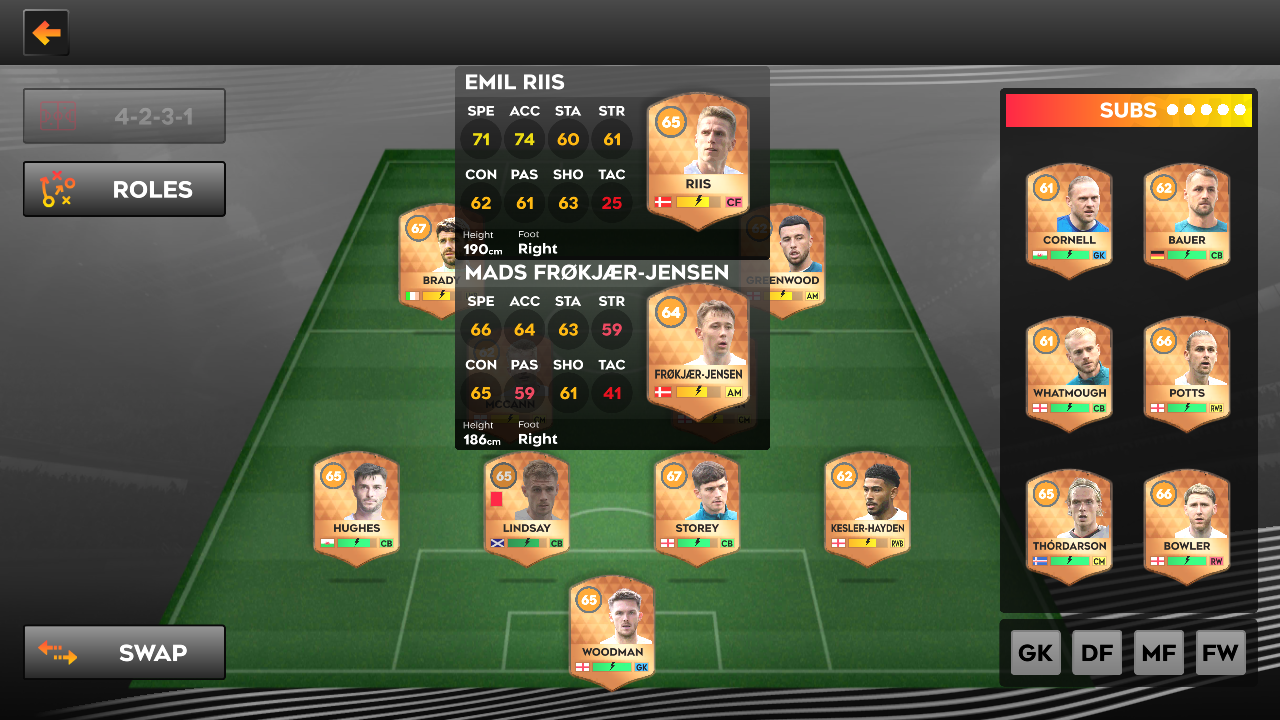 4-2-3-1
ROLES
SWAP
EMIL RIIS
SPE ACC STA STR
71 74 60 61
CON PAS SHO TAC
62 61 63 25
Height Foot
190cm Right
65
RIIS
CF
MADS FRØKJÆR-JENSEN
SPE ACC STA STR
66 64 63 59
CON PAS SHO TAC
65 59 61 41
Height Foot
186cm Right
64
FRØKJÆR-JENSEN
AM
67
BRADY
62
GREENWOOD
AM
MCCANN
CM
CM
65
HUGHES
CB
65
LINDSAY
CB
67
STOREY
CB
62
KESLER-HAYDEN
RWB
65
WOODMAN
GK
SUBS
61
CORNELL
GK
62
BAUER
CB
61
WHATMOUGH
CB
66
POTTS
RWB
65
THÓRDARSON
CM
66
BOWLER
RW
GK DF MF FW